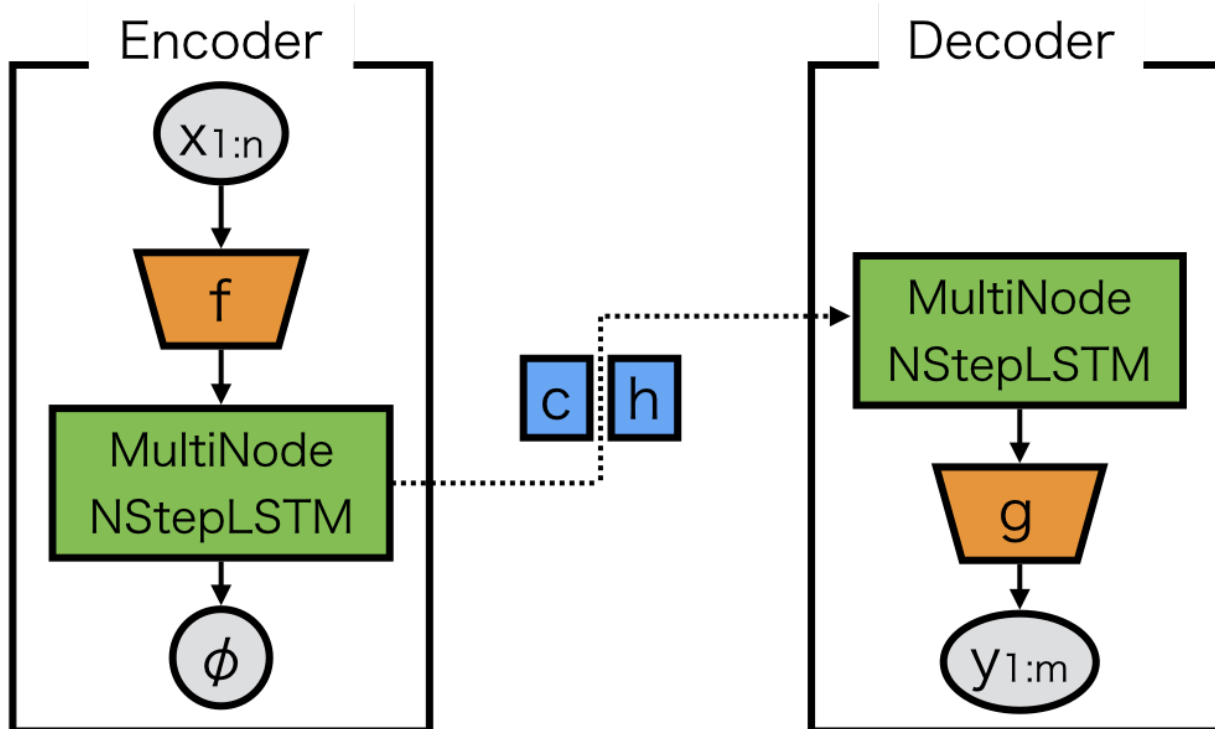 Encoder
x1:n
f
MultiNode
NStepLSTM
ϕ
c
h
Decoder
MultiNode
NStepLSTM
g
y1:m